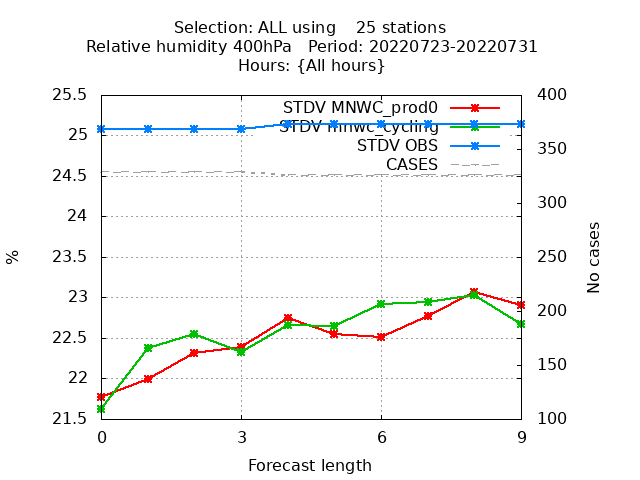 Selection: ALL using    25 stations
Relative humidity 400hPa   Period: 20220723-20220731
Hours: {All hours}
25.5
25
24.5
24
23.5
23
22.5
22
21.5
400
350
300
250
200
150
100
STDV MNWC_prod0
STDV mnwc_cycling
STDV OBS
CASES
%
No cases
0
3
6
9
Forecast length